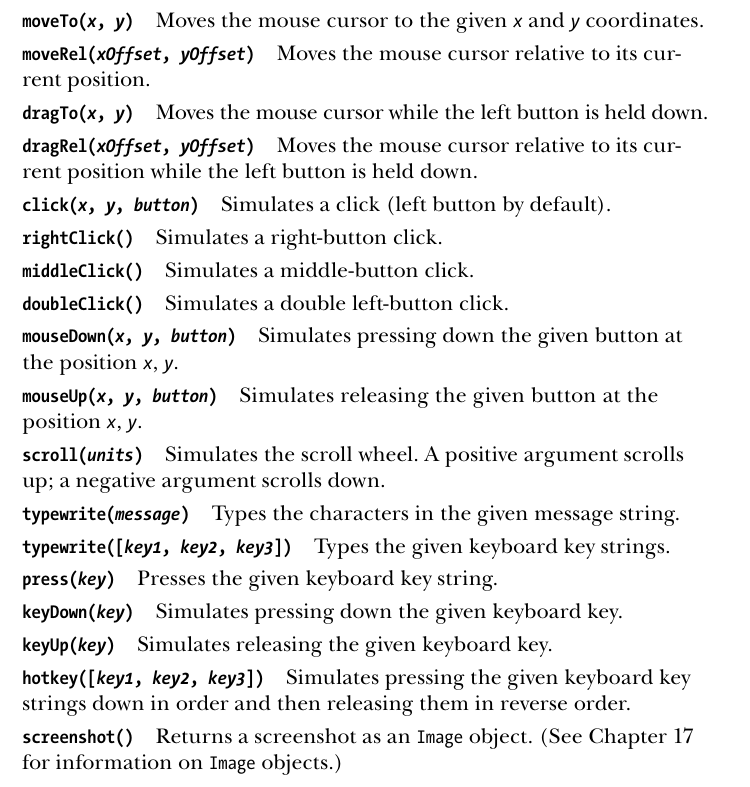 moveTo(x, y) Moves the mouse cursor to the given x and y coordinates.
moveRel(xOffset, yOffset) Moves the mouse cursor relative to its cur-
rent position.
dragTo(x, y) Moves the mouse cursor while the left button is held down.
dragRel(xOffset, yOffset) Moves the mouse cursor relative to its cur-
rent position while the left button is held down.
click(x, y, button) Simulates a click (left button by default).
rightClick() Simulates a right-button click.
middleClick() Simulates a middle-button click.
doubleClick() Simulates a double left-button click.
mouseDown(x, y, button) Simulates pressing down the given button at
the position x, y.
mouseUp(x, y, button) Simulates releasing the given button at the
position x, y.
scroll(units) Simulates the scroll wheel. A positive argument scrolls
up; a negative argument scrolls down.
typewrite(message) Types the characters in the given message string.
typewrite([key1, key2, key3]) Types the given keyboard key strings.
press(key) Presses the given keyboard key string.
keyDown(key) Simulates pressing down the given keyboard key.
keyUp(key) Simulates releasing the given keyboard key.
hotkey([key1, key2, key3]) Simulates pressing the given keyboard key
strings down in order and then releasing them in reverse order.
screenshot() Returns a screenshot as an Image object. (See Chapter 17
for information on Image objects.)